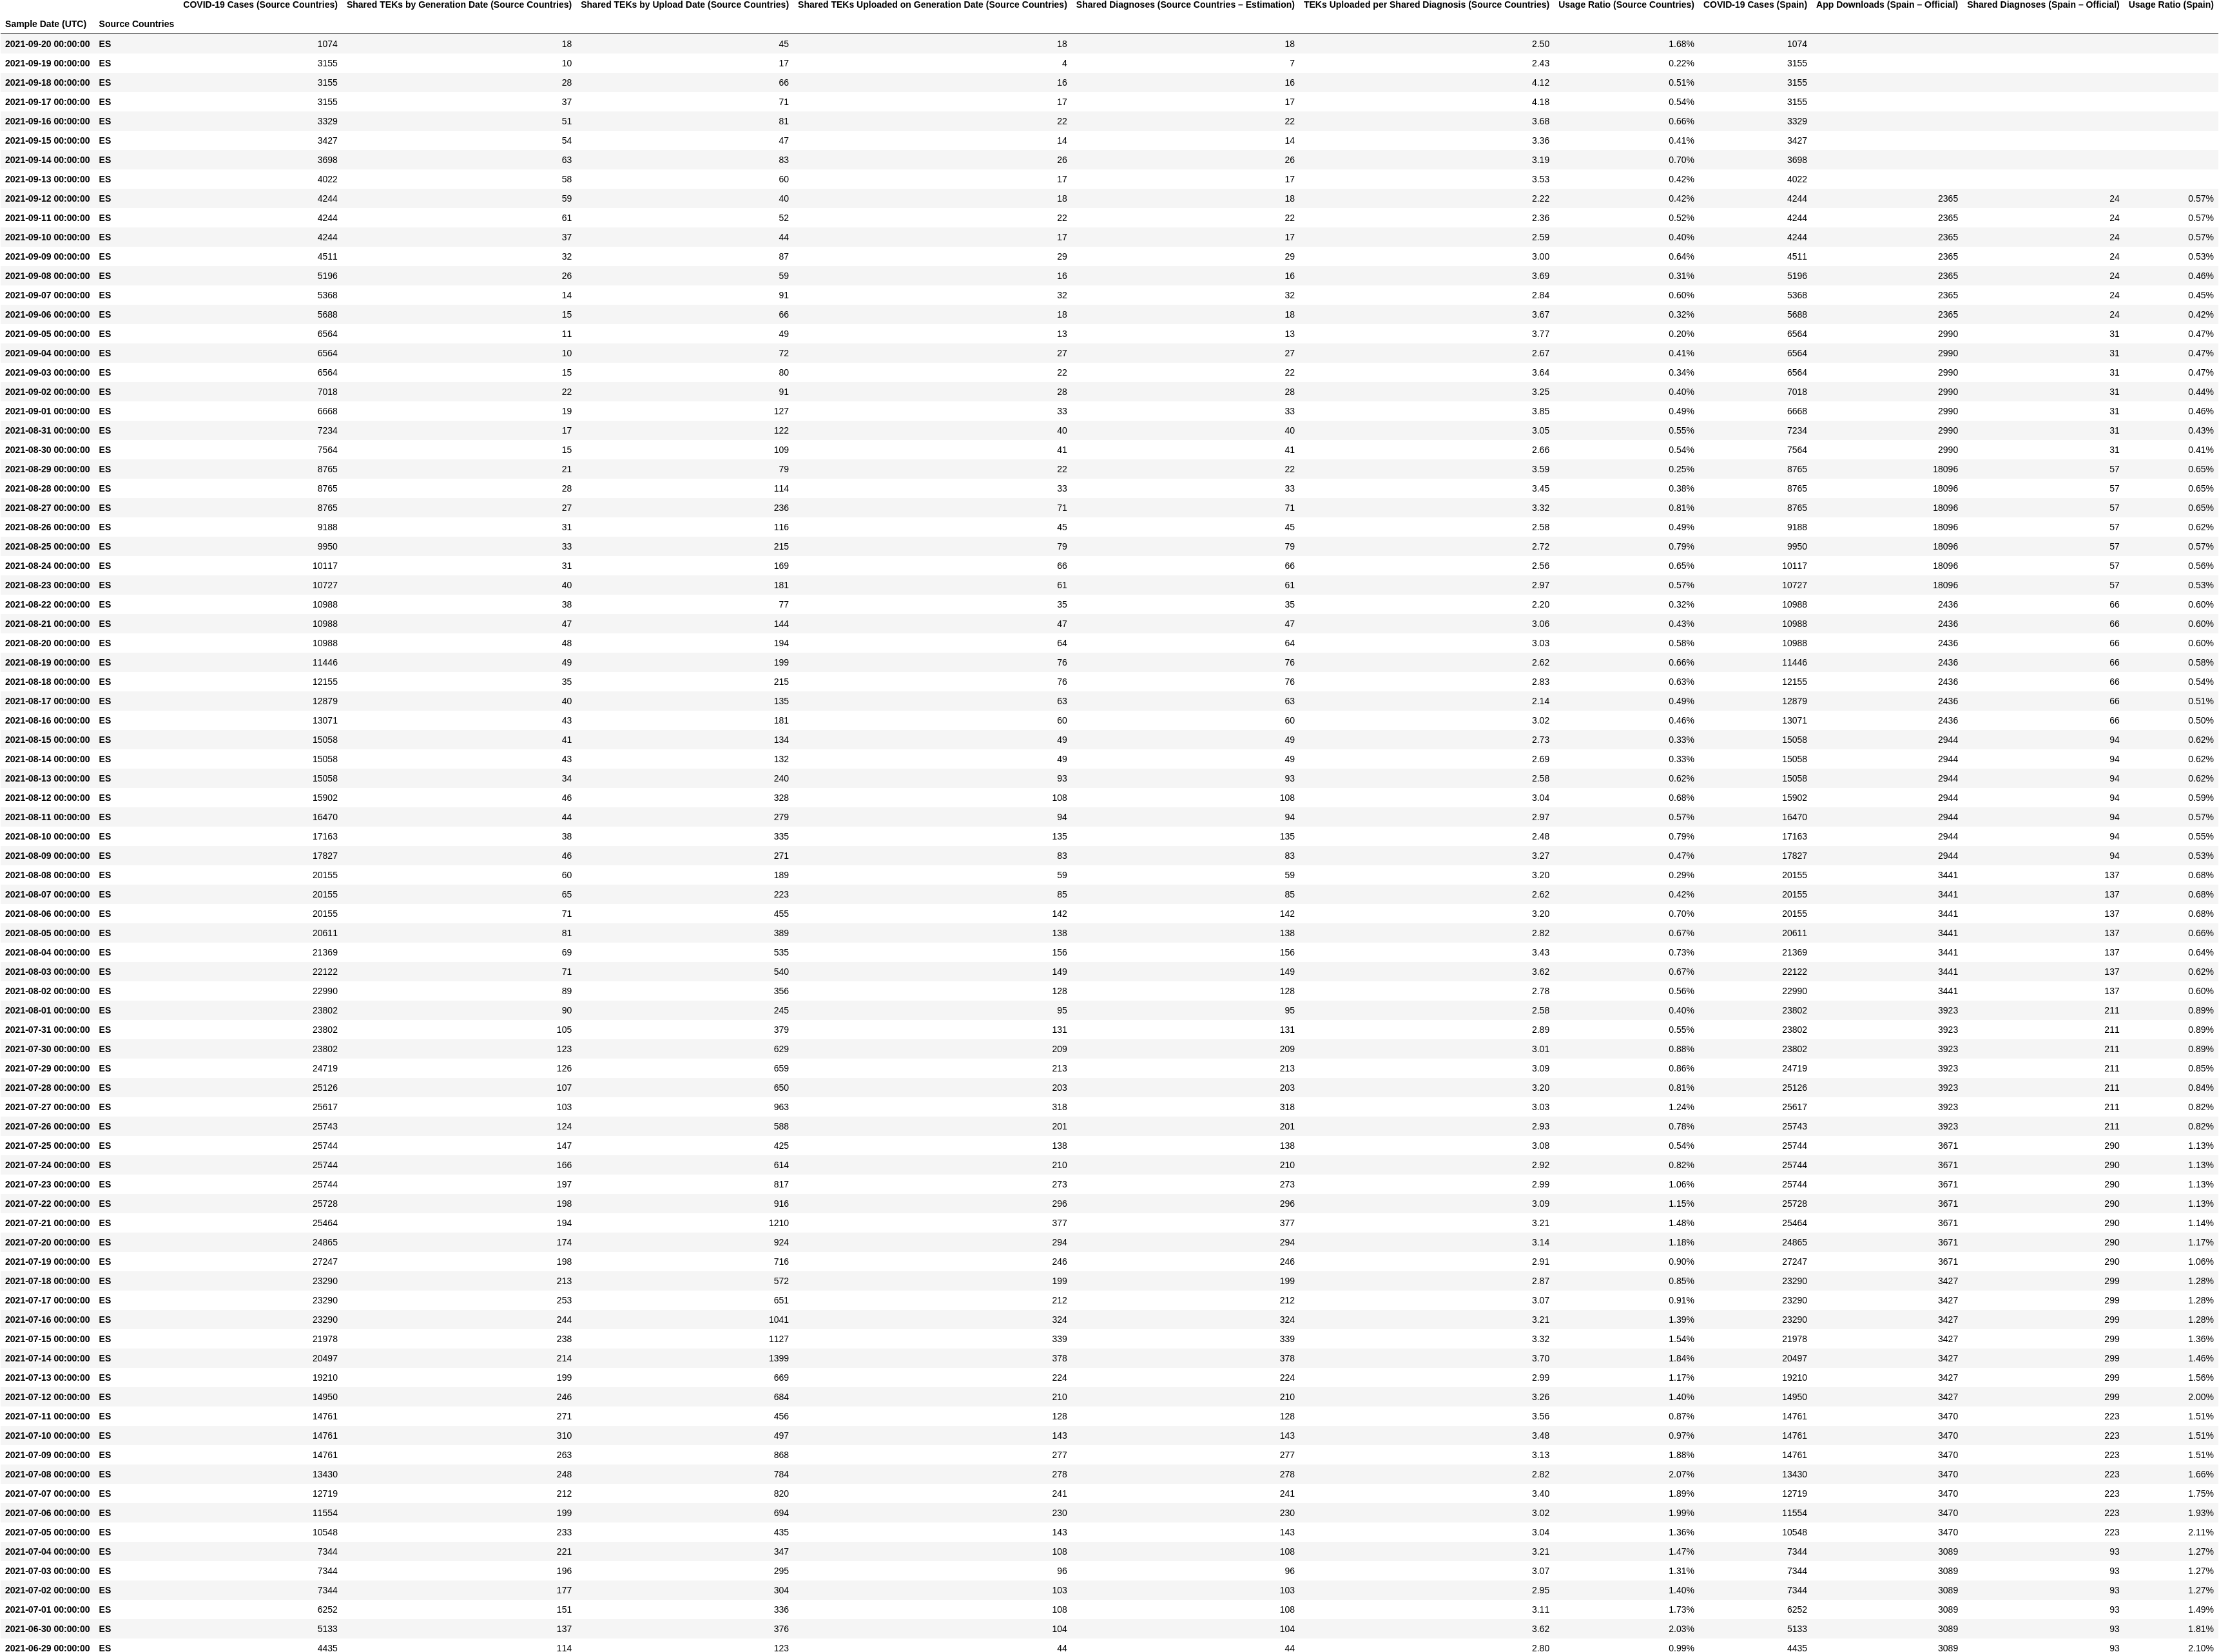 COVID-19 Cases (Source Countries) Shared TEKs by Generation Date (Source Countries) Shared TEKs by Upload Date (Source Countries) Shared TEKs Uploaded on Generation Date (Source Countries) Shared Diagnoses (Source Countries – Estimation) TEKs Uploaded per Shared Diagnosis (Source Countries) Usage Ratio (Source Countries) COVID-19 Cases (Spain) App Downloads (Spain – Official) Shared Diagnoses (Spain – Official) Usage Ratio (Spain)
Sample Date (UTC) Source Countries
2021-09-20 00:00:00 ES 1074 18 45 18 18 2.50 1.68% 1074
2021-09-19 00:00:00 ES 3155 10 17 4 7 2.43 0.22% 3155
2021-09-18 00:00:00 ES 3155 28 66 16 16 4.12 0.51% 3155
2021-09-17 00:00:00 ES 3155 37 71 17 17 4.18 0.54% 3155
2021-09-16 00:00:00 ES 3329 51 81 22 22 3.68 0.66% 3329
2021-09-15 00:00:00 ES 3427 54 47 14 14 3.36 0.41% 3427
2021-09-14 00:00:00 ES 3698 63 83 26 26 3.19 0.70% 3698
2021-09-13 00:00:00 ES 4022 58 60 17 17 3.53 0.42% 4022
2021-09-12 00:00:00 ES 4244 59 40 18 18 2.22 0.42% 4244 2365 24 0.57%
2021-09-11 00:00:00 ES 4244 61 52 22 22 2.36 0.52% 4244 2365 24 0.57%
2021-09-10 00:00:00 ES 4244 37 44 17 17 2.59 0.40% 4244 2365 24 0.57%
2021-09-09 00:00:00 ES 4511 32 87 29 29 3.00 0.64% 4511 2365 24 0.53%
2021-09-08 00:00:00 ES 5196 26 59 16 16 3.69 0.31% 5196 2365 24 0.46%
2021-09-07 00:00:00 ES 5368 14 91 32 32 2.84 0.60% 5368 2365 24 0.45%
2021-09-06 00:00:00 ES 5688 15 66 18 18 3.67 0.32% 5688 2365 24 0.42%
2021-09-05 00:00:00 ES 6564 11 49 13 13 3.77 0.20% 6564 2990 31 0.47%
2021-09-04 00:00:00 ES 6564 10 72 27 27 2.67 0.41% 6564 2990 31 0.47%
2021-09-03 00:00:00 ES 6564 15 80 22 22 3.64 0.34% 6564 2990 31 0.47%
2021-09-02 00:00:00 ES 7018 22 91 28 28 3.25 0.40% 7018 2990 31 0.44%
2021-09-01 00:00:00 ES 6668 19 127 33 33 3.85 0.49% 6668 2990 31 0.46%
2021-08-31 00:00:00 ES 7234 17 122 40 40 3.05 0.55% 7234 2990 31 0.43%
2021-08-30 00:00:00 ES 7564 15 109 41 41 2.66 0.54% 7564 2990 31 0.41%
2021-08-29 00:00:00 ES 8765 21 79 22 22 3.59 0.25% 8765 18096 57 0.65%
2021-08-28 00:00:00 ES 8765 28 114 33 33 3.45 0.38% 8765 18096 57 0.65%
2021-08-27 00:00:00 ES 8765 27 236 71 71 3.32 0.81% 8765 18096 57 0.65%
2021-08-26 00:00:00 ES 9188 31 116 45 45 2.58 0.49% 9188 18096 57 0.62%
2021-08-25 00:00:00 ES 9950 33 215 79 79 2.72 0.79% 9950 18096 57 0.57%
2021-08-24 00:00:00 ES 10117 31 169 66 66 2.56 0.65% 10117 18096 57 0.56%
2021-08-23 00:00:00 ES 10727 40 181 61 61 2.97 0.57% 10727 18096 57 0.53%
2021-08-22 00:00:00 ES 10988 38 77 35 35 2.20 0.32% 10988 2436 66 0.60%
2021-08-21 00:00:00 ES 10988 47 144 47 47 3.06 0.43% 10988 2436 66 0.60%
2021-08-20 00:00:00 ES 10988 48 194 64 64 3.03 0.58% 10988 2436 66 0.60%
2021-08-19 00:00:00 ES 11446 49 199 76 76 2.62 0.66% 11446 2436 66 0.58%
2021-08-18 00:00:00 ES 12155 35 215 76 76 2.83 0.63% 12155 2436 66 0.54%
2021-08-17 00:00:00 ES 12879 40 135 63 63 2.14 0.49% 12879 2436 66 0.51%
2021-08-16 00:00:00 ES 13071 43 181 60 60 3.02 0.46% 13071 2436 66 0.50%
2021-08-15 00:00:00 ES 15058 41 134 49 49 2.73 0.33% 15058 2944 94 0.62%
2021-08-14 00:00:00 ES 15058 43 132 49 49 2.69 0.33% 15058 2944 94 0.62%
2021-08-13 00:00:00 ES 15058 34 240 93 93 2.58 0.62% 15058 2944 94 0.62%
2021-08-12 00:00:00 ES 15902 46 328 108 108 3.04 0.68% 15902 2944 94 0.59%
2021-08-11 00:00:00 ES 16470 44 279 94 94 2.97 0.57% 16470 2944 94 0.57%
2021-08-10 00:00:00 ES 17163 38 335 135 135 2.48 0.79% 17163 2944 94 0.55%
2021-08-09 00:00:00 ES 17827 46 271 83 83 3.27 0.47% 17827 2944 94 0.53%
2021-08-08 00:00:00 ES 20155 60 189 59 59 3.20 0.29% 20155 3441 137 0.68%
2021-08-07 00:00:00 ES 20155 65 223 85 85 2.62 0.42% 20155 3441 137 0.68%
2021-08-06 00:00:00 ES 20155 71 455 142 142 3.20 0.70% 20155 3441 137 0.68%
2021-08-05 00:00:00 ES 20611 81 389 138 138 2.82 0.67% 20611 3441 137 0.66%
2021-08-04 00:00:00 ES 21369 69 535 156 156 3.43 0.73% 21369 3441 137 0.64%
2021-08-03 00:00:00 ES 22122 71 540 149 149 3.62 0.67% 22122 3441 137 0.62%
2021-08-02 00:00:00 ES 22990 89 356 128 128 2.78 0.56% 22990 3441 137 0.60%
2021-08-01 00:00:00 ES 23802 90 245 95 95 2.58 0.40% 23802 3923 211 0.89%
2021-07-31 00:00:00 ES 23802 105 379 131 131 2.89 0.55% 23802 3923 211 0.89%
2021-07-30 00:00:00 ES 23802 123 629 209 209 3.01 0.88% 23802 3923 211 0.89%
2021-07-29 00:00:00 ES 24719 126 659 213 213 3.09 0.86% 24719 3923 211 0.85%
2021-07-28 00:00:00 ES 25126 107 650 203 203 3.20 0.81% 25126 3923 211 0.84%
2021-07-27 00:00:00 ES 25617 103 963 318 318 3.03 1.24% 25617 3923 211 0.82%
2021-07-26 00:00:00 ES 25743 124 588 201 201 2.93 0.78% 25743 3923 211 0.82%
2021-07-25 00:00:00 ES 25744 147 425 138 138 3.08 0.54% 25744 3671 290 1.13%
2021-07-24 00:00:00 ES 25744 166 614 210 210 2.92 0.82% 25744 3671 290 1.13%
2021-07-23 00:00:00 ES 25744 197 817 273 273 2.99 1.06% 25744 3671 290 1.13%
2021-07-22 00:00:00 ES 25728 198 916 296 296 3.09 1.15% 25728 3671 290 1.13%
2021-07-21 00:00:00 ES 25464 194 1210 377 377 3.21 1.48% 25464 3671 290 1.14%
2021-07-20 00:00:00 ES 24865 174 924 294 294 3.14 1.18% 24865 3671 290 1.17%
2021-07-19 00:00:00 ES 27247 198 716 246 246 2.91 0.90% 27247 3671 290 1.06%
2021-07-18 00:00:00 ES 23290 213 572 199 199 2.87 0.85% 23290 3427 299 1.28%
2021-07-17 00:00:00 ES 23290 253 651 212 212 3.07 0.91% 23290 3427 299 1.28%
2021-07-16 00:00:00 ES 23290 244 1041 324 324 3.21 1.39% 23290 3427 299 1.28%
2021-07-15 00:00:00 ES 21978 238 1127 339 339 3.32 1.54% 21978 3427 299 1.36%
2021-07-14 00:00:00 ES 20497 214 1399 378 378 3.70 1.84% 20497 3427 299 1.46%
2021-07-13 00:00:00 ES 19210 199 669 224 224 2.99 1.17% 19210 3427 299 1.56%
2021-07-12 00:00:00 ES 14950 246 684 210 210 3.26 1.40% 14950 3427 299 2.00%
2021-07-11 00:00:00 ES 14761 271 456 128 128 3.56 0.87% 14761 3470 223 1.51%
2021-07-10 00:00:00 ES 14761 310 497 143 143 3.48 0.97% 14761 3470 223 1.51%
2021-07-09 00:00:00 ES 14761 263 868 277 277 3.13 1.88% 14761 3470 223 1.51%
2021-07-08 00:00:00 ES 13430 248 784 278 278 2.82 2.07% 13430 3470 223 1.66%
2021-07-07 00:00:00 ES 12719 212 820 241 241 3.40 1.89% 12719 3470 223 1.75%
2021-07-06 00:00:00 ES 11554 199 694 230 230 3.02 1.99% 11554 3470 223 1.93%
2021-07-05 00:00:00 ES 10548 233 435 143 143 3.04 1.36% 10548 3470 223 2.11%
2021-07-04 00:00:00 ES 7344 221 347 108 108 3.21 1.47% 7344 3089 93 1.27%
2021-07-03 00:00:00 ES 7344 196 295 96 96 3.07 1.31% 7344 3089 93 1.27%
2021-07-02 00:00:00 ES 7344 177 304 103 103 2.95 1.40% 7344 3089 93 1.27%
2021-07-01 00:00:00 ES 6252 151 336 108 108 3.11 1.73% 6252 3089 93 1.49%
2021-06-30 00:00:00 ES 5133 137 376 104 104 3.62 2.03% 5133 3089 93 1.81%
2021-06-29 00:00:00 ES 4435 114 123 44 44 2.80 0.99% 4435 3089 93 2.10%